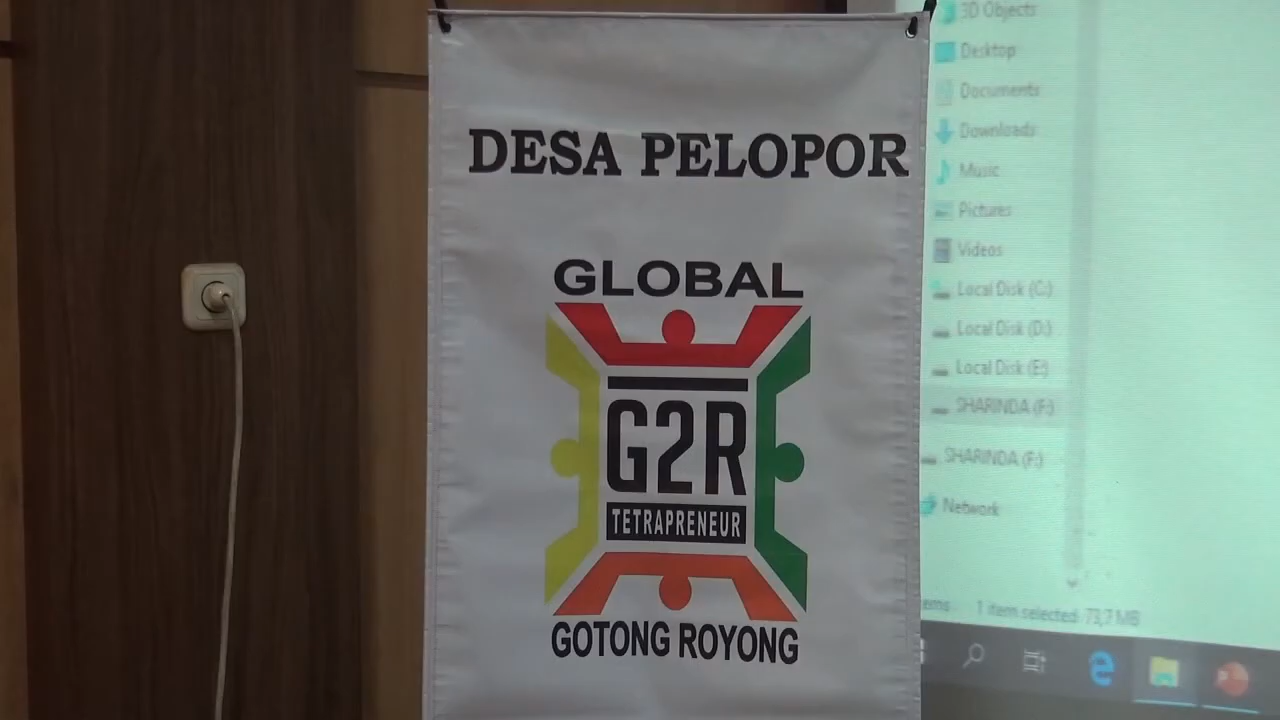 DESA PELOPOR
GLOBAL
G2R
TETRAPRENEUR
GOTONG ROYONG
3D Objects
Desktop
Documents
Downloads
Music
Pictures
Videos
Local Disk (C:)
Local Disk (D:)
Local Disk (E:)
SHARINDA (F:)
SHARINDA (F:)
Network
1 item selected 73,7 MB